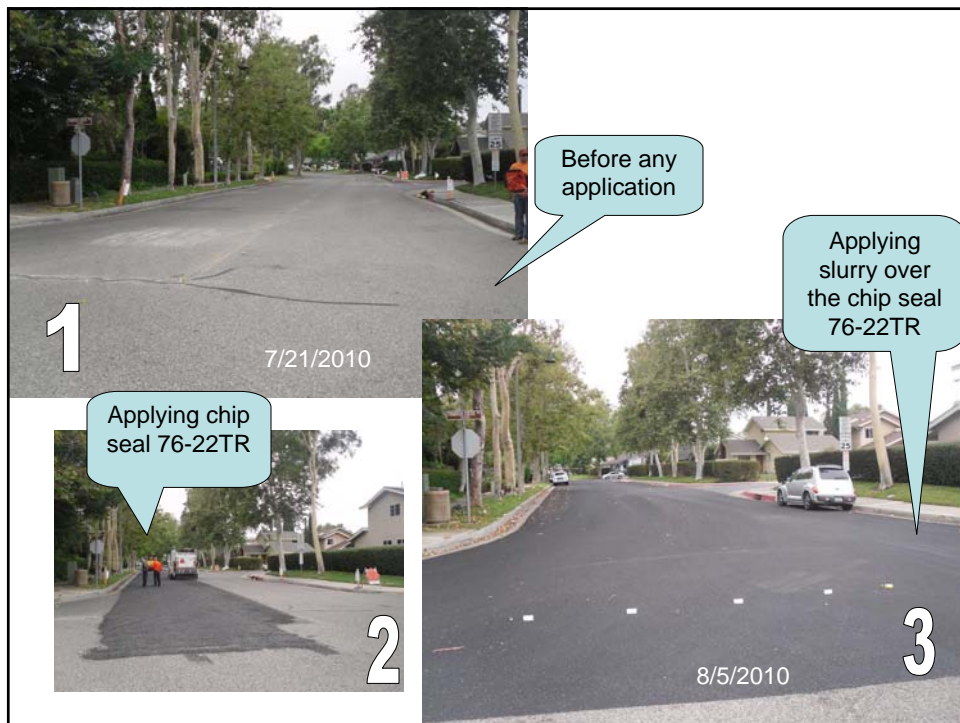 Before any
application
1
7/21/2010
Applying chip
seal 76-22TR
2
Applying
slurry over
the chip seal
76-22TR
25
3
8/5/2010